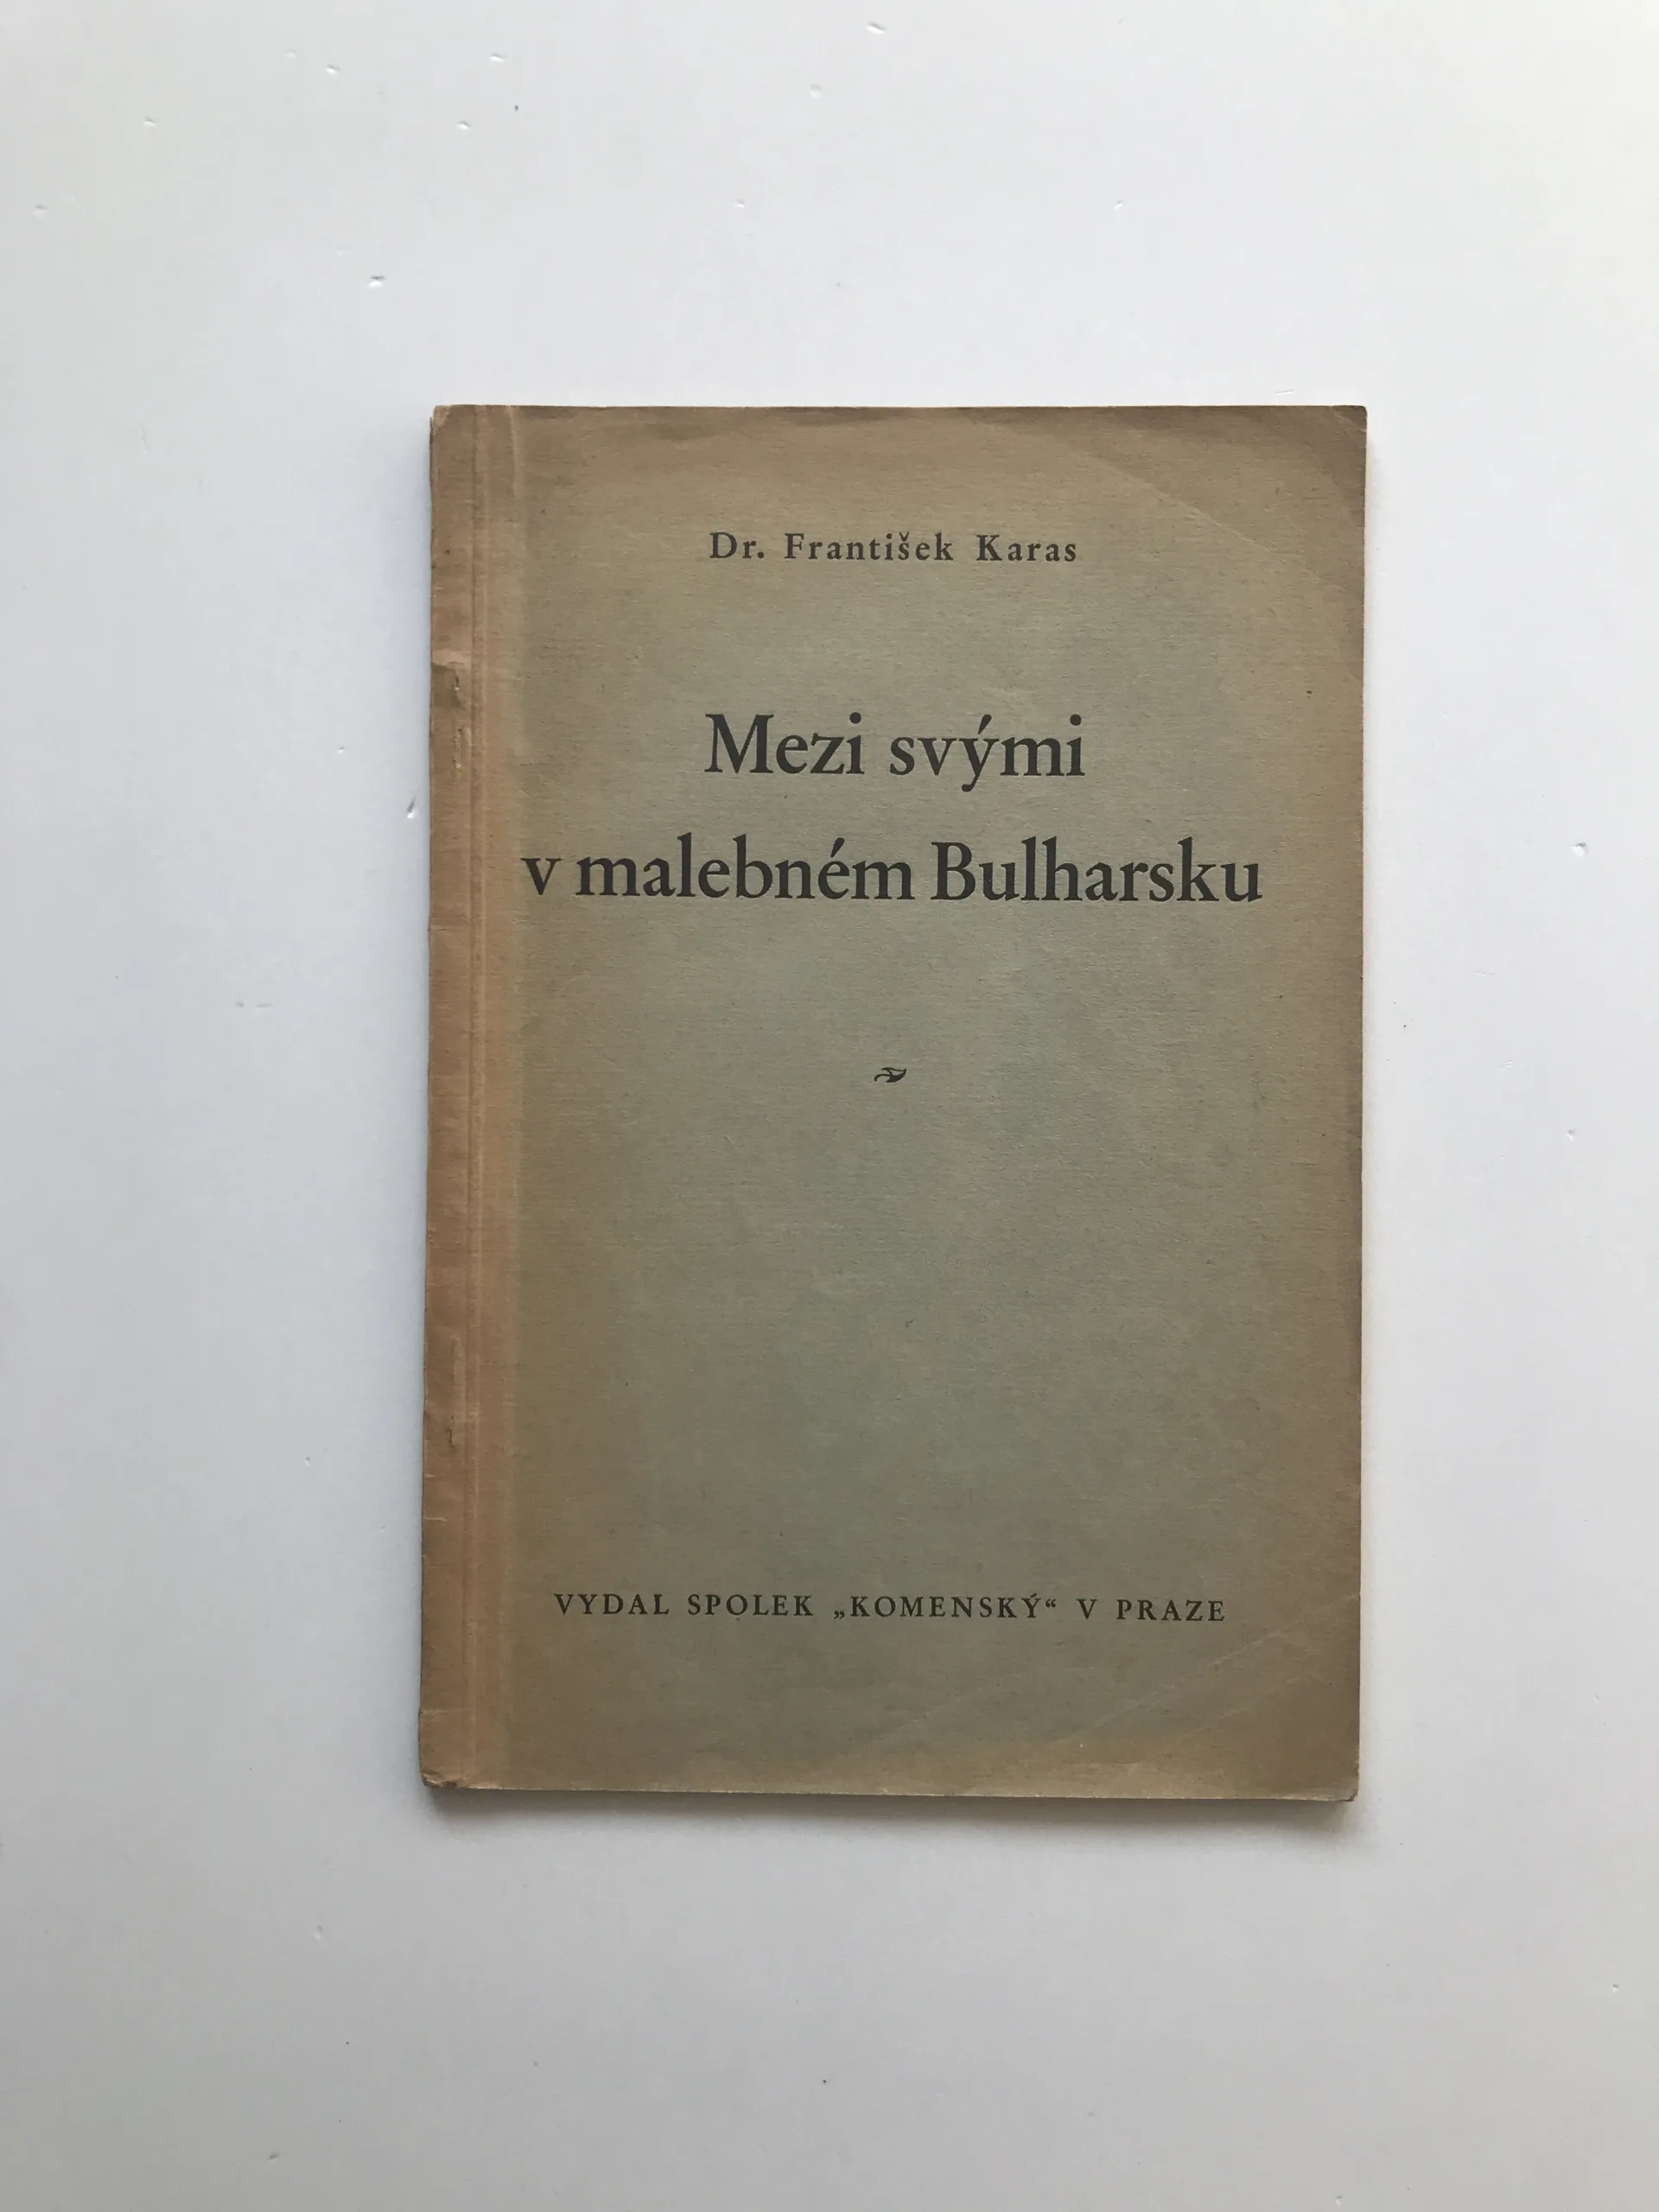 Dr. František Karas
Mezi svými
v malebném Bulharsku
VYDAL SPOLEK „KOMENSKÝ“ V PRAZE